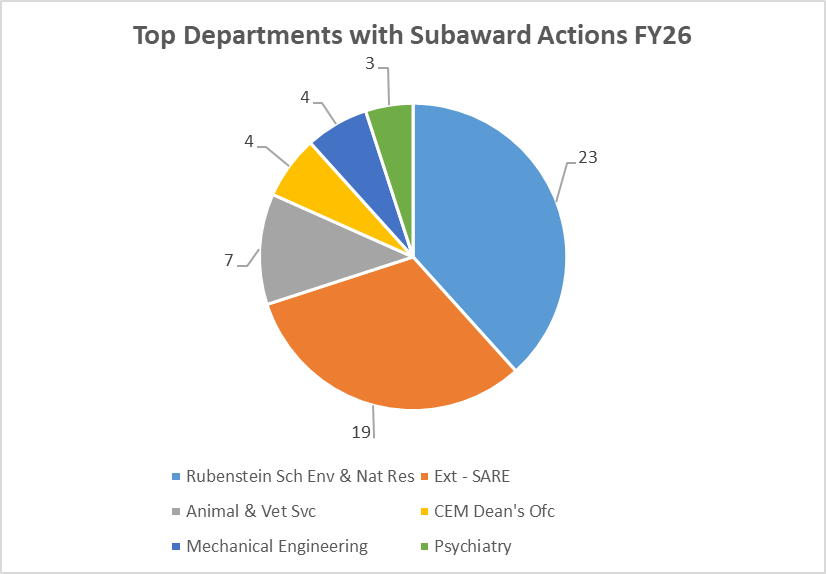 Top Departments with Subaward Actions FY26
3
4
23
4
7
19
Rubenstein Sch Env & Nat Res
Ext - SARE
Animal & Vet Svc
CEM Dean's Ofc
Mechanical Engineering
Psychiatry